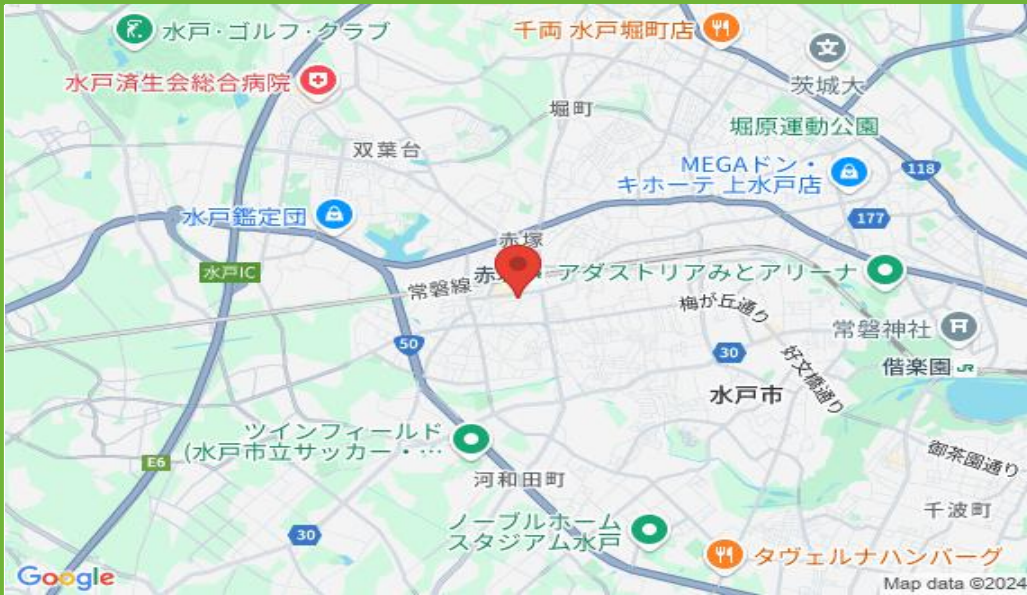 水戸・ゴルフ・クラブ
千両 水戸堀町店
水戸済生会総合病院
茨城大
堀町
堀原運動公園
双葉台
MEGAドン・
キホーテ 上水戸店
118
水戸鑑定団
177
赤塚
水戸IC
赤
アダストリアみとアリーナ
常磐線
梅が丘通り
常磐神社
50
30
好文橋通り
偕楽園
JR
水戸市
ツインフィールド
(水戸市立サッカー・…
御茶園通り
E6
河和田町
千波町
30
ノーブルホーム
スタジアム水戸
タヴェルナハンバーグ
Google
Map data ©2024